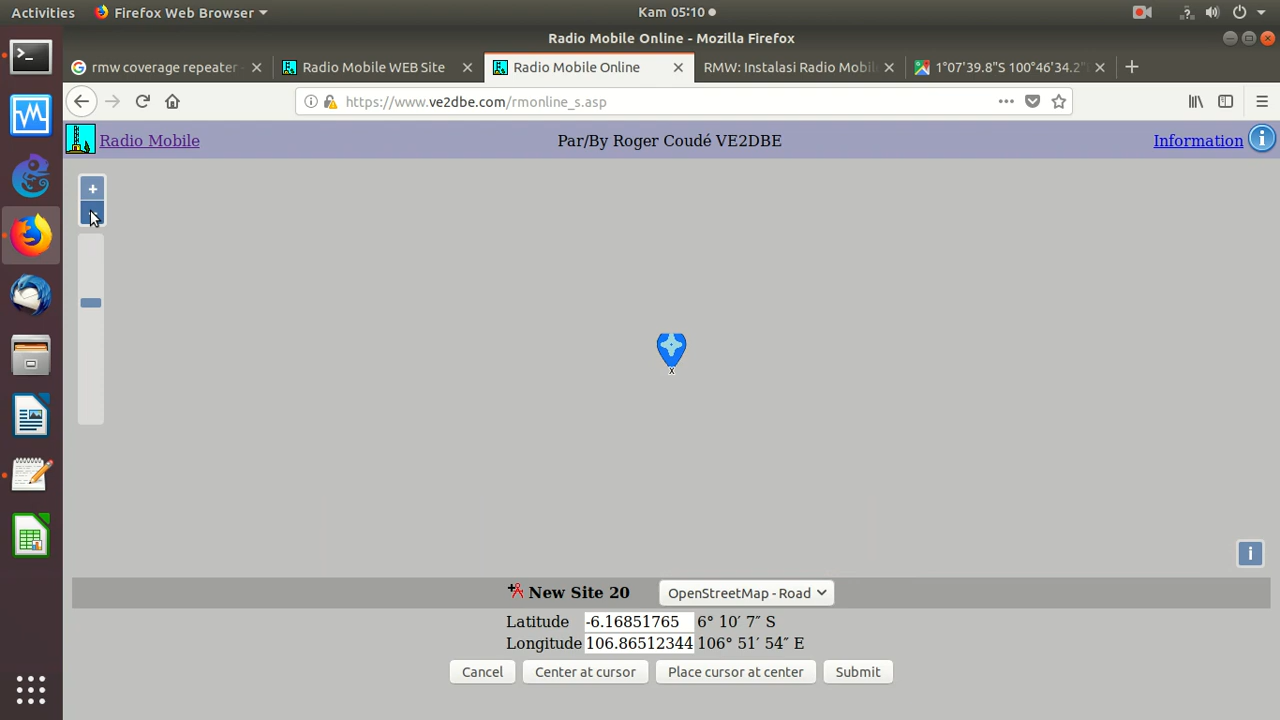 Activities
Firefox Web Browser
Kam 05:10
Radio Mobile Online - Mozilla Firefox
rmw coverage repeater
Radio Mobile WEB Site
Radio Mobile Online
RMW: Instalasi Radio Mobil
1°07'39.8"S 100°46'34.2"
https://www.ve2dbe.com/rmonline_s.asp
Radio Mobile
Par/By Roger Coudé VE2DBE
Information
i
+
x
i
New Site 20
OpenStreetMap - Road
Latitude -6.16851765 6° 10′ 7″ S
Longitude 106.86512344 106° 51′ 54″ E
Cancel
Center at cursor
Place cursor at center
Submit